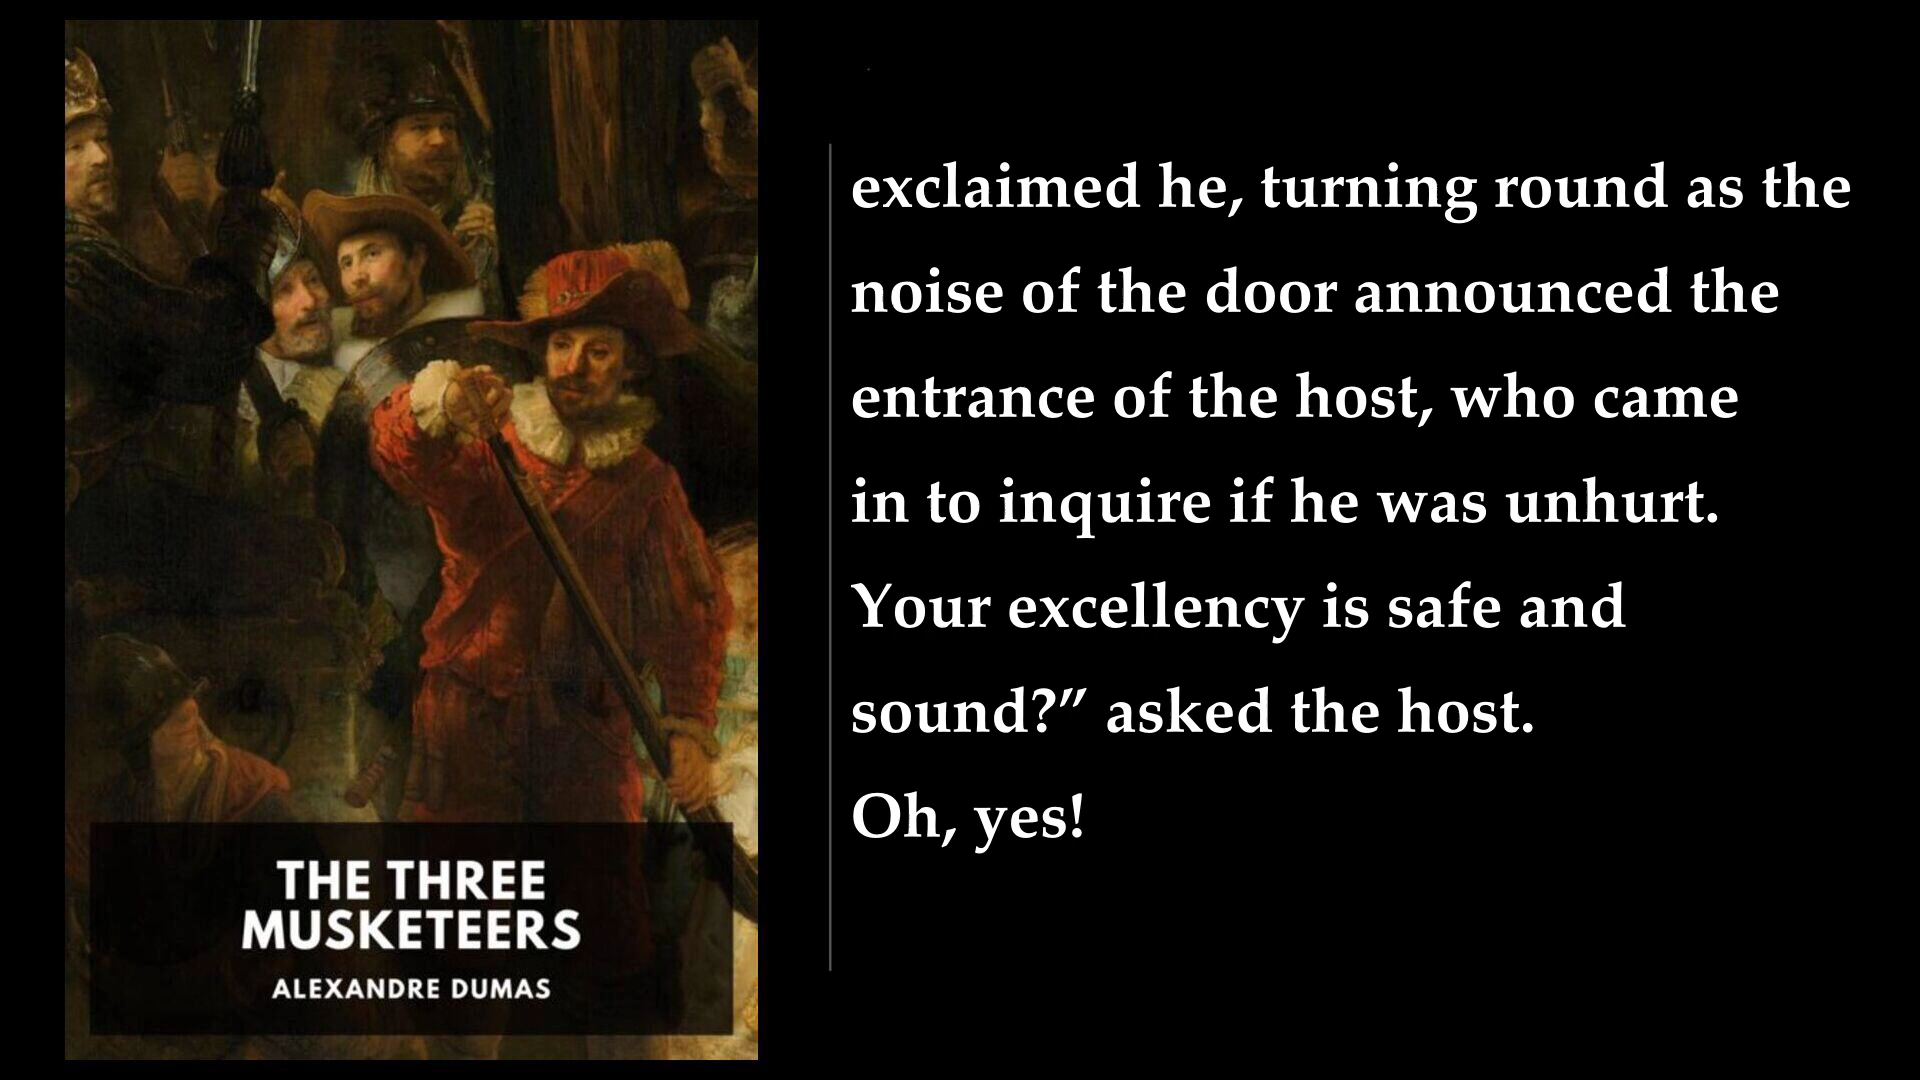 THE THREE
MUSKETEERS
ALEXANDRE DUMAS
exclaimed he, turning round as the
noise of the door announced the
entrance of the host, who came
in to inquire if he was unhurt.
Your excellency is safe and
sound?” asked the host.
Oh, yes!